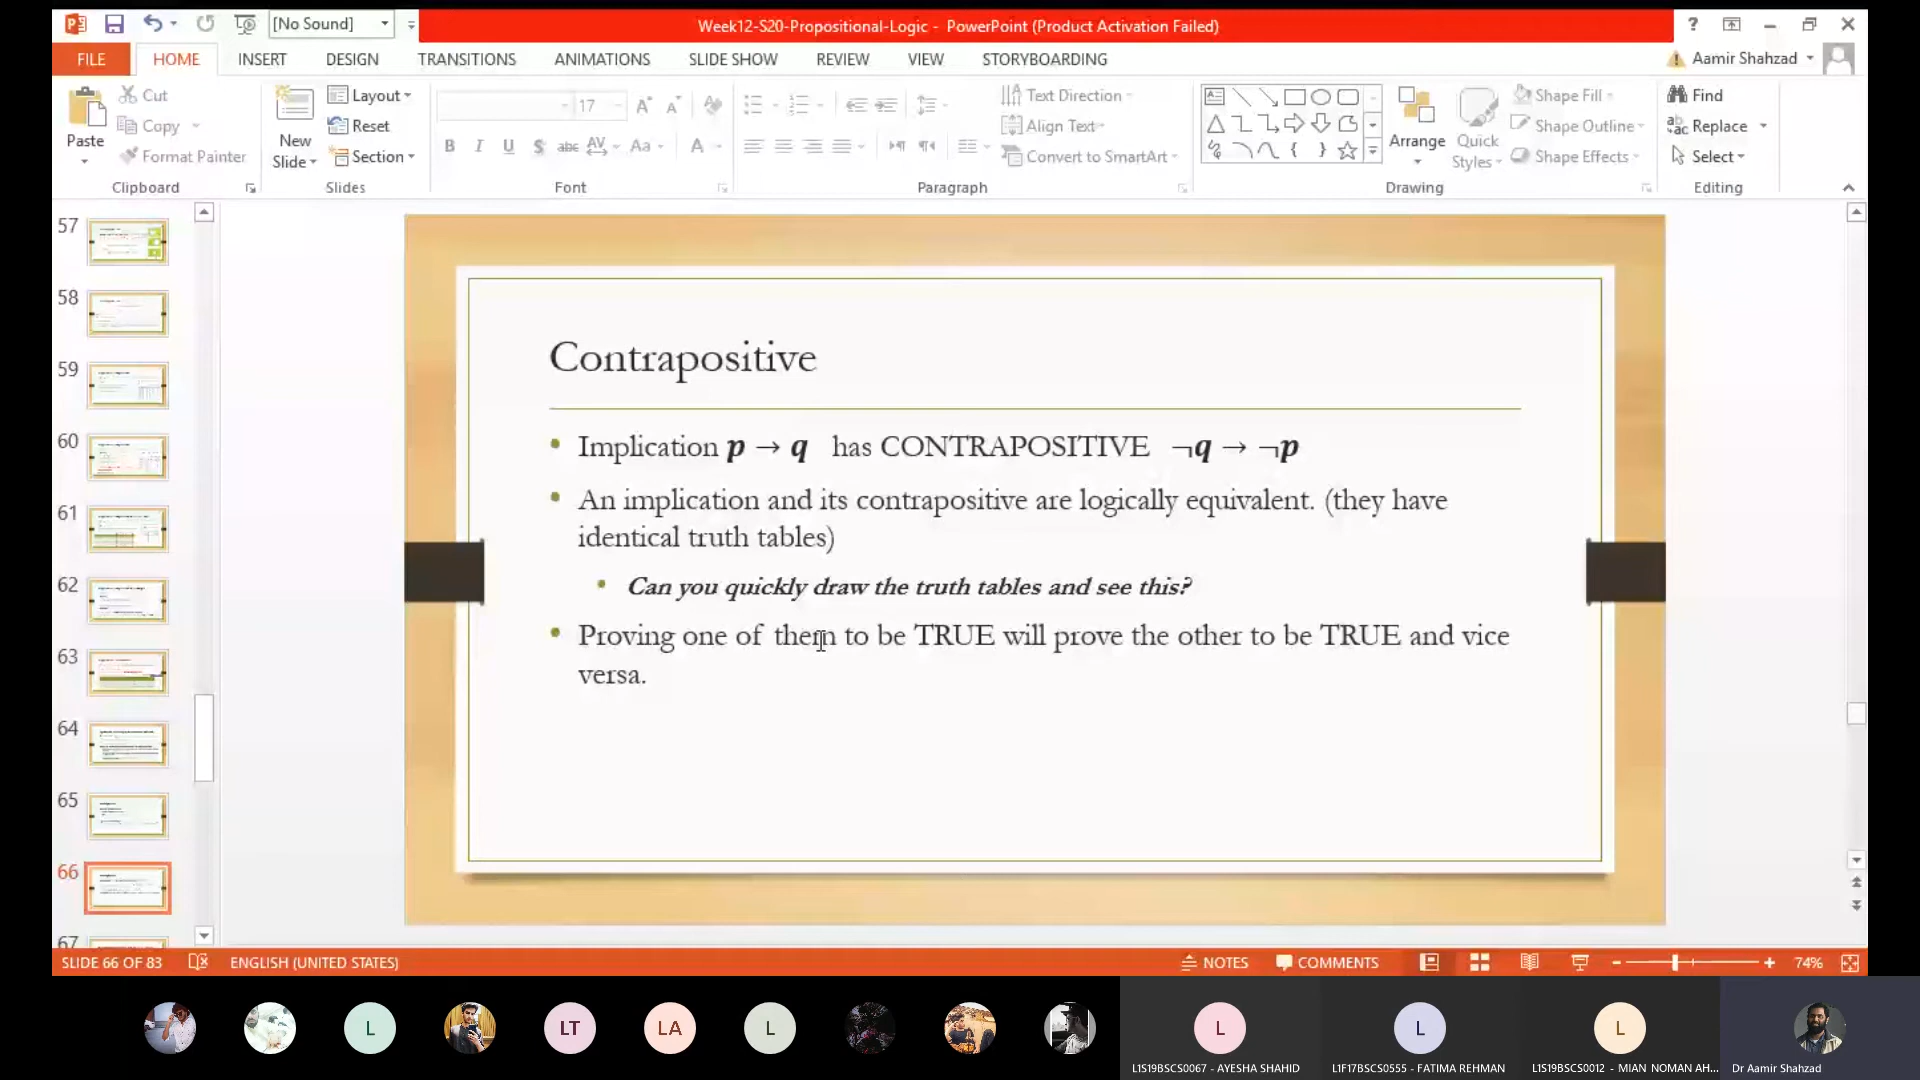 [No Sound]
Week12-S20-Propositional-Logic - PowerPoint (Product Activation Failed)
?
FILE HOME INSERT DESIGN TRANSITIONS ANIMATIONS SLIDE SHOW REVIEW VIEW STORYBOARDING
Aamir Shahzad
Paste
Cut
Copy
Format Painter
Clipboard
New
Slide
Layout
Reset
Section
Slides
17
B I U S abc AV Aa A
Font
Text Direction
Align Text
Convert to SmartArt
Paragraph
Arrange
Quick
Styles
Shape Fill
Shape Outline
Shape Effects
Drawing
Find
Replace
Select
Editing
57
58
59
60
61
62
63
64
65
66
67
Contrapositive
• Implication p → q has CONTRAPOSITIVE ¬q → ¬p
• An implication and its contrapositive are logically equivalent. (they have
identical truth tables)
• Can you quickly draw the truth tables and see this?
• Proving one of them to be TRUE will prove the other to be TRUE and vice
versa.
SLIDE 66 OF 83 ENGLISH (UNITED STATES) NOTES COMMENTS 74%
L LT LA L L L L
L1S19BSCS0067 - AYESHA SHAHID L1F17BSCS0555 - FATIMA REHMAN L1S19BSCS0012 - MIAN NOMAN AH... Dr Aamir Shahzad